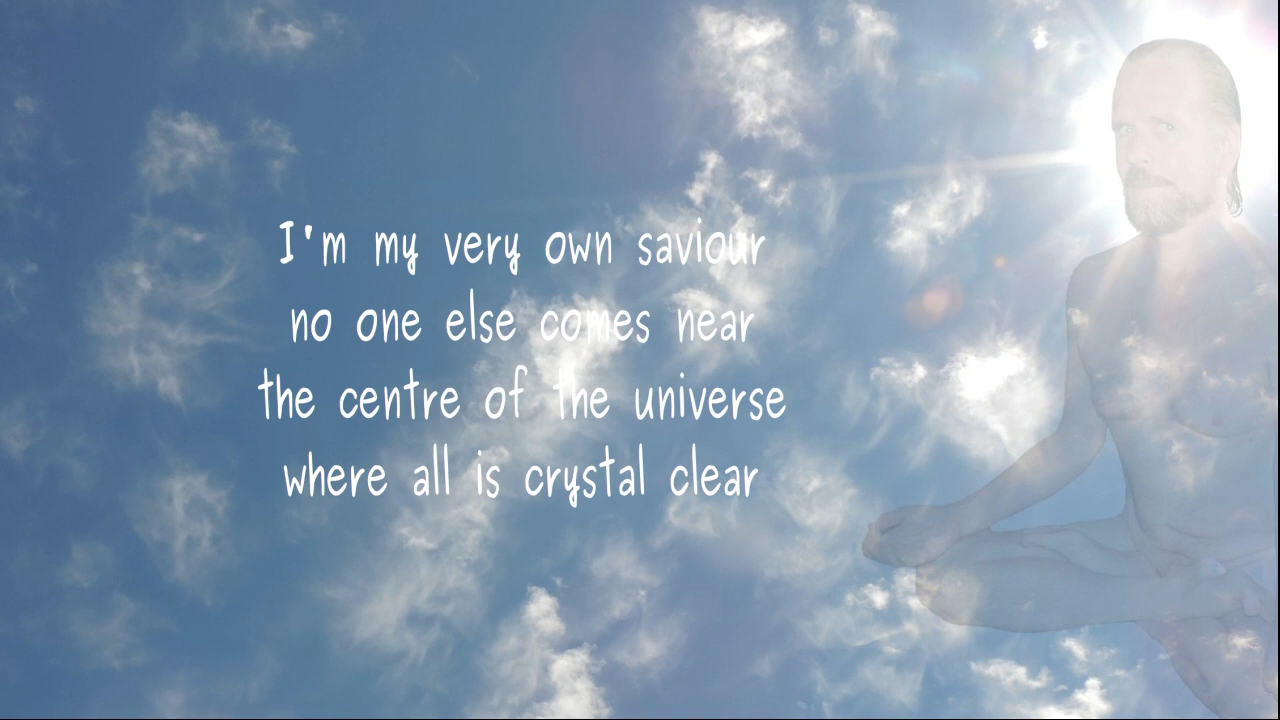 I'm my very own saviour
no one else comes near
the centre of the universe
where all is crystal clear